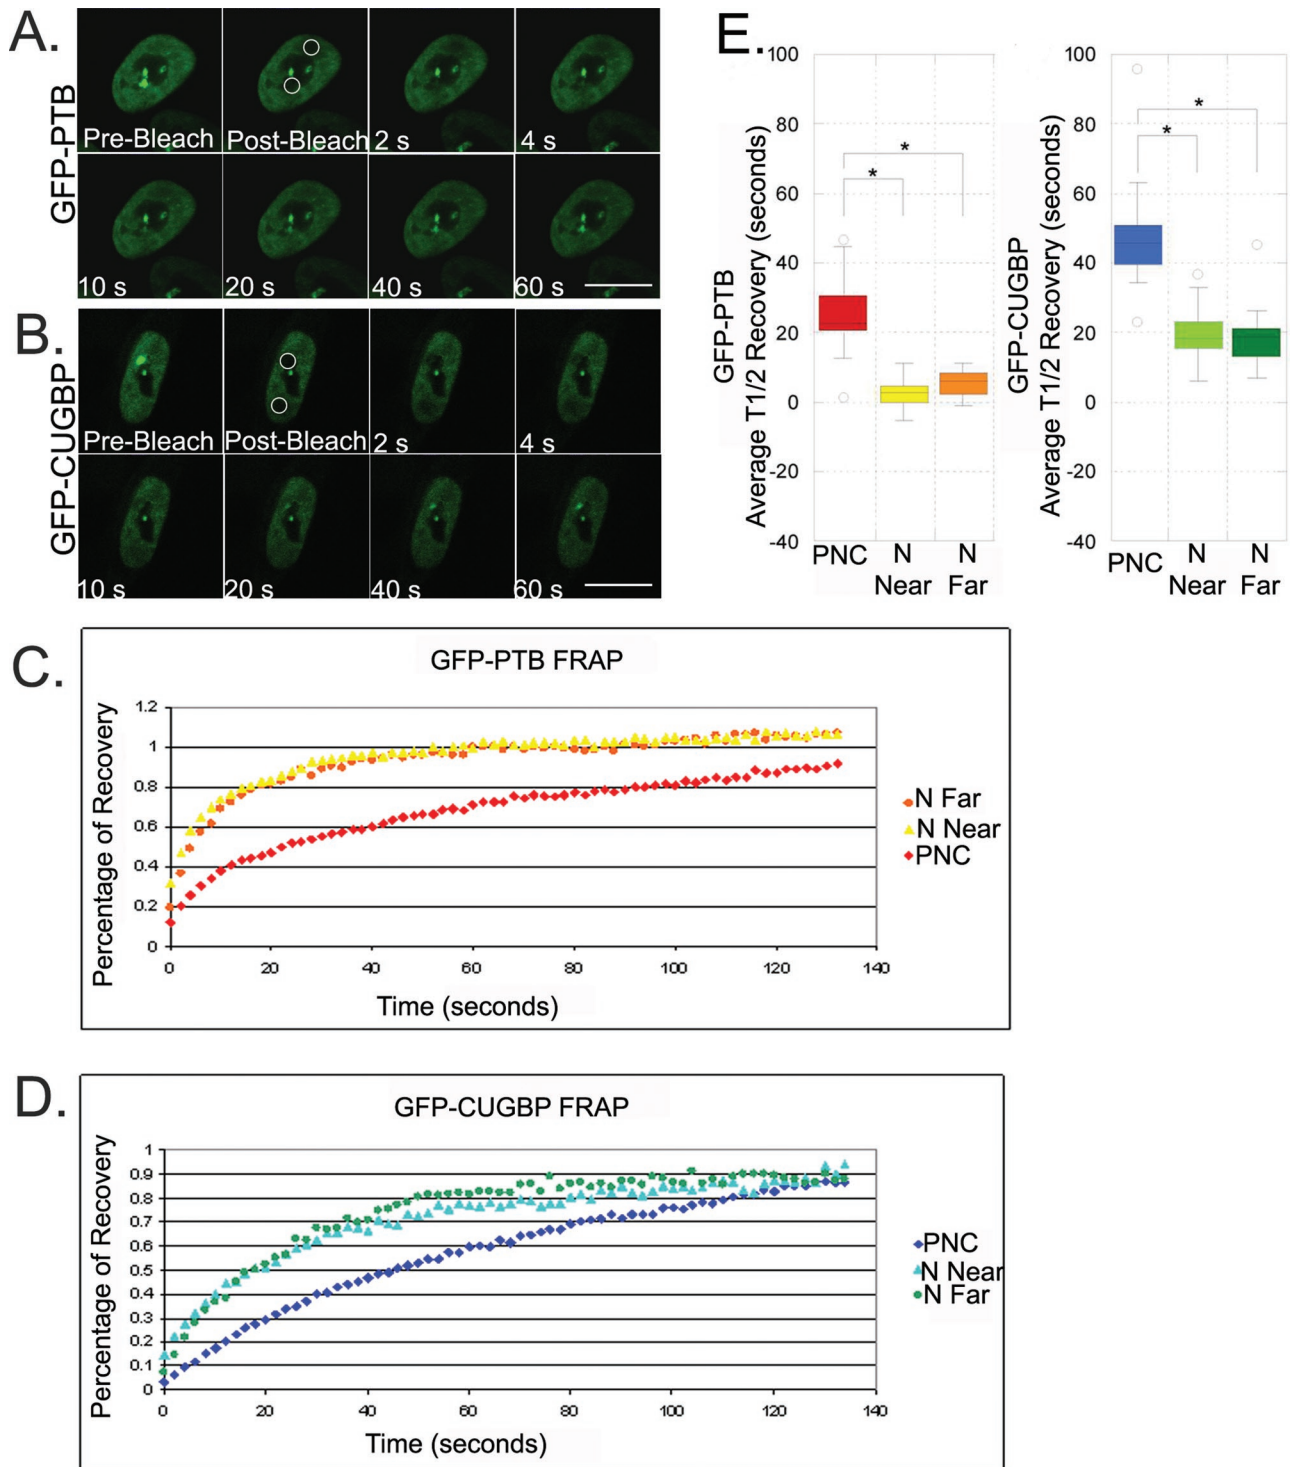 A.
GFP-PTB
Pre-Bleach
Post-Bleach
2 s
4 s
10 s
20 s
40 s
60 s
B.
GFP-CUGBP
Pre-Bleach
Post-Bleach
2 s
4 s
10 s
20 s
40 s
60 s
E.
GFP-PTB
Average T1/2 Recovery (seconds)
100
80
60
40
20
0
-20
-40
*
*
PNC
N
Near
N
Far
GFP-CUGBP
Average T1/2 Recovery (seconds)
100
80
60
40
20
0
-20
-40
*
*
PNC
N
Near
N
Far
C.
GFP-PTB FRAP
Percentage of Recovery
1.2
1
0.8
0.6
0.4
0.2
0
0 20 40 60 80 100 120 140
Time (seconds)
N Far
N Near
PNC
D.
GFP-CUGBP FRAP
Percentage of Recovery
1
0.9
0.8
0.7
0.6
0.5
0.4
0.3
0.2
0.1
0
0 20 40 60 80 100 120 140
Time (seconds)
PNC
N Near
N Far